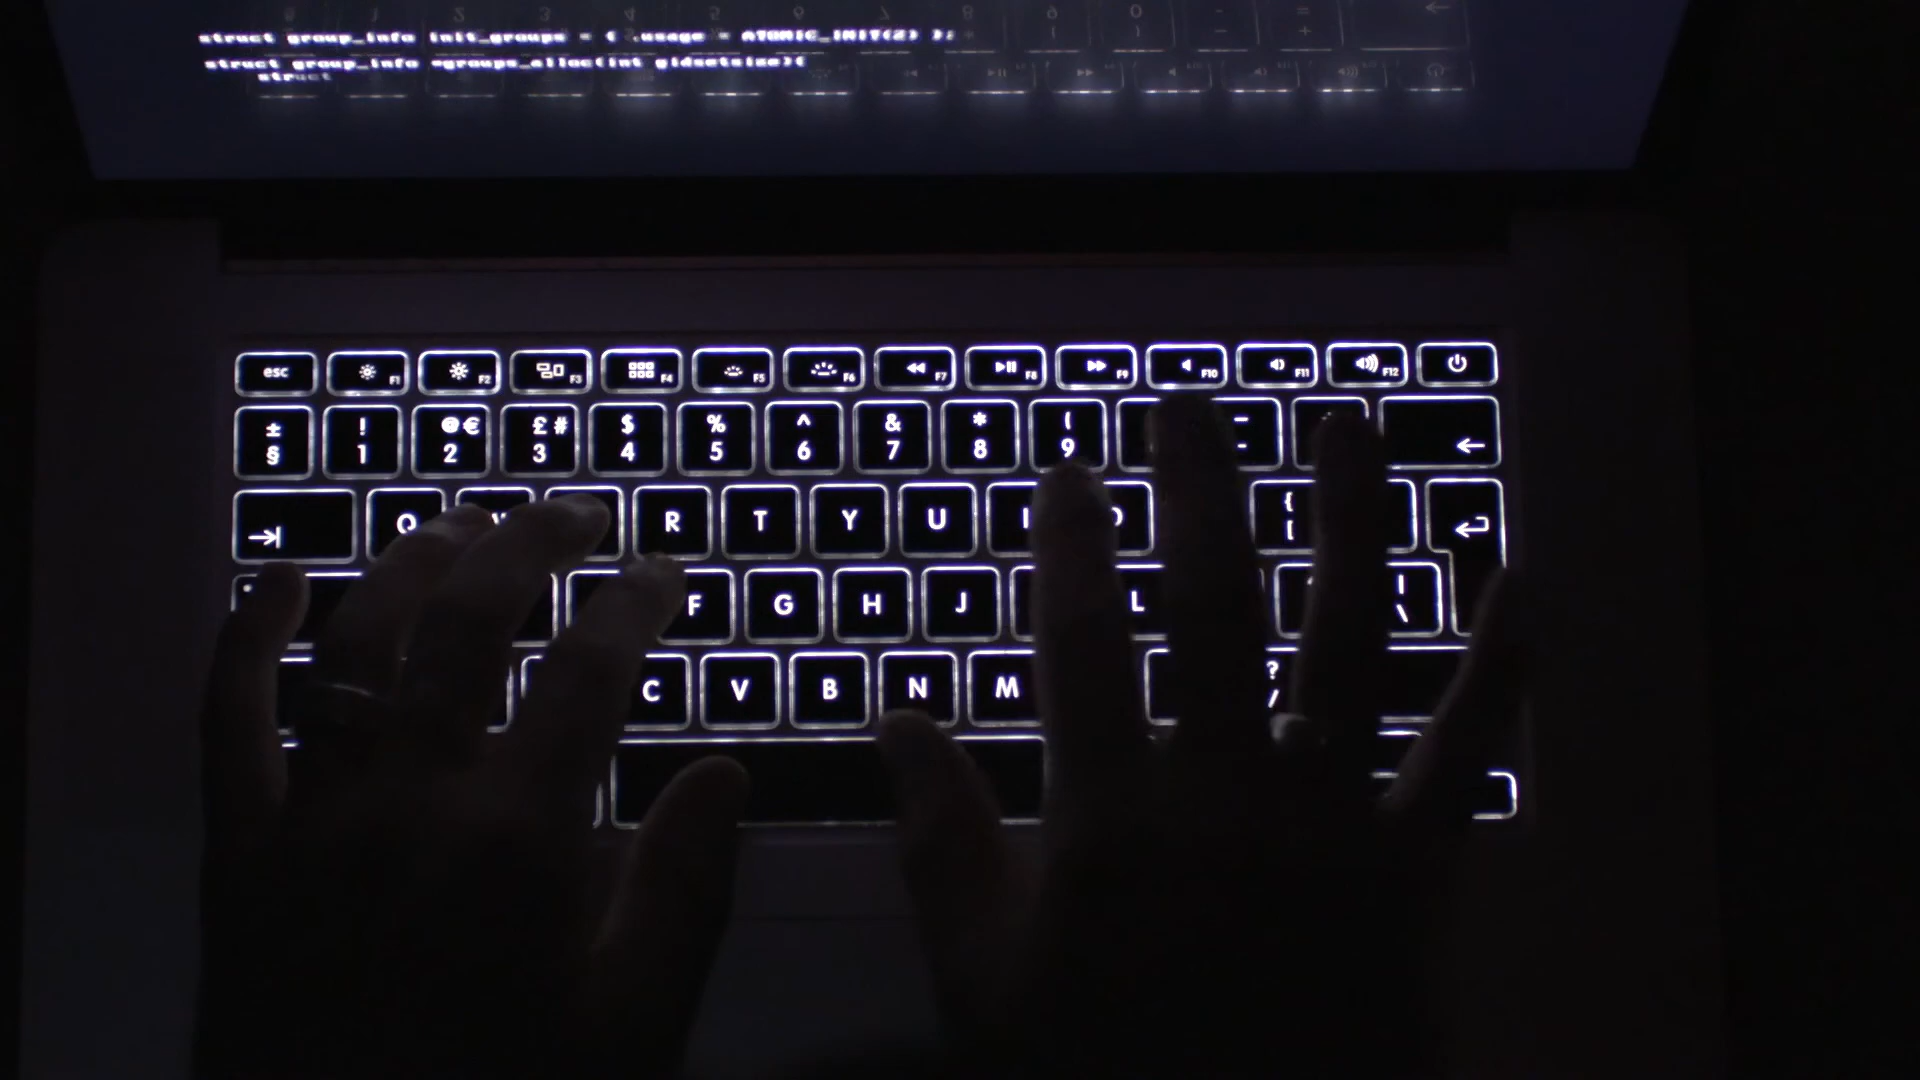 struct group_info init_groups = { .usage = ATOMIC_INIT(2) };
struct group_info *groups_alloc(int gidsetsize){
struct
esc F1 F2 F3 F4 F5 F6 F7 F8 F9 F10 F11 F12
± ! @€ £# $ % ^ & * ( –
§ 1 2 3 4 5 6 7 8 9 -
Q R T Y U I O { [
F G H J L | \
C V B N M ? /